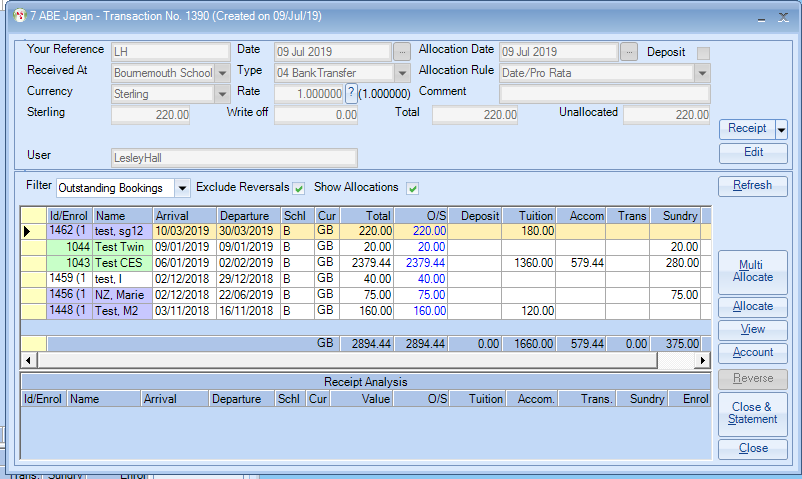 7 ABE Japan - Transaction No. 1390 (Created on 09/Jul/19)
Your Reference LH Date 09 Jul 2019 ... Allocation Date 09 Jul 2019 ... Deposit
Received At Bournemouth School Type 04 BankTransfer Allocation Rule Date/Pro Rata
Currency Sterling Rate 1.000000 ? (1.000000) Comment
Sterling 220.00 Write off 0.00 Total 220.00 Unallocated 220.00
Receipt
User LesleyHall Edit
Filter Outstanding Bookings Exclude Reversals Show Allocations Refresh
Id/Enrol Name Arrival Departure Schl Cur Total O/S Deposit Tuition Accom Trans Sundry
1462 (1 test, sg12 10/03/2019 30/03/2019 B GB 220.00 220.00 180.00
1044 Test Twin 09/01/2019 09/01/2019 B GB 20.00 20.00 20.00
1043 Test CES 06/01/2019 02/02/2019 B GB 2379.44 2379.44 1360.00 579.44 280.00
1459 (1 test, I 02/12/2018 29/12/2018 B GB 40.00 40.00
1456 (1 NZ, Marie 02/12/2018 22/06/2019 B GB 75.00 75.00 75.00
1448 (1 Test, M2 03/11/2018 16/11/2018 B GB 160.00 160.00 120.00
GB 2894.44 2894.44 0.00 1660.00 579.44 0.00 375.00
Multi
Allocate
Allocate
View
Account
Reverse
Close &
Statement
Close
Receipt Analysis
Id/Enrol Name Arrival Departure Schl Cur Value O/S Tuition Accom. Trans. Sundry Enrol
Trans. Sundry Enrol